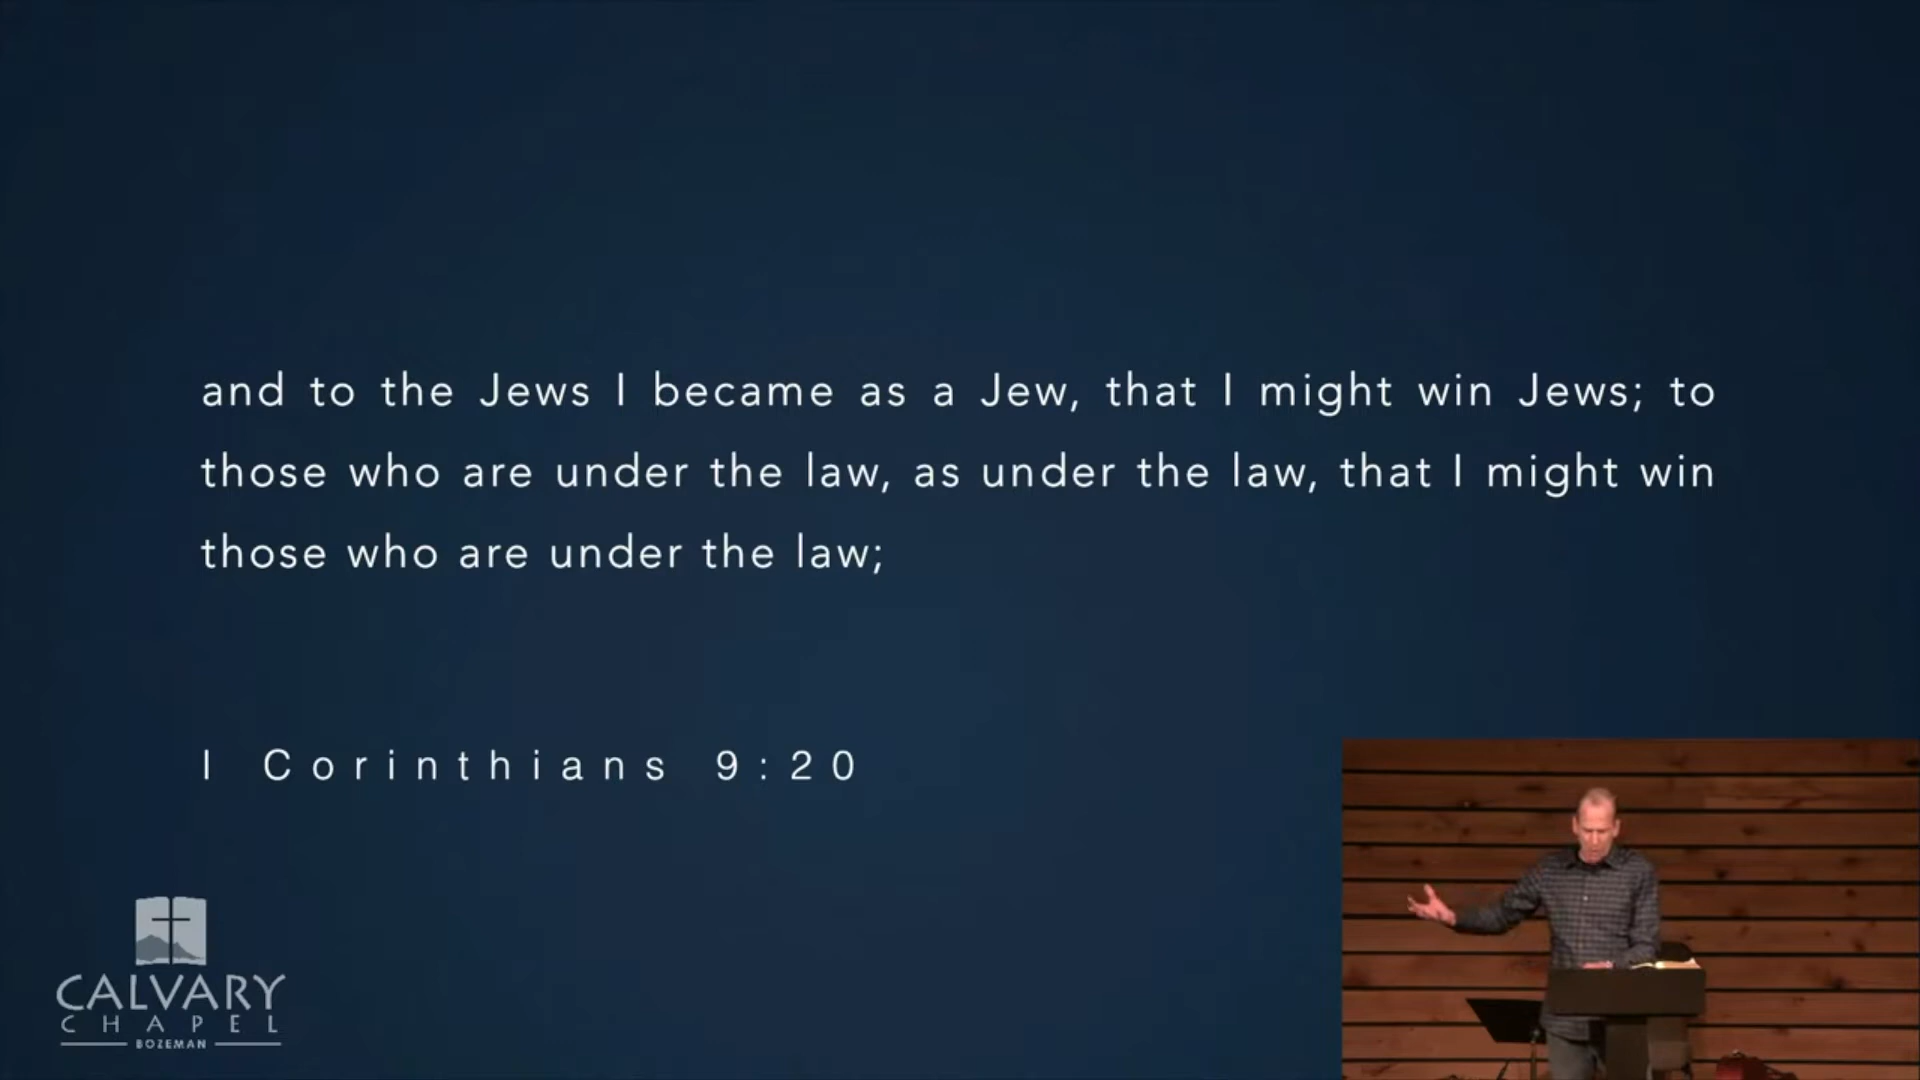 and to the Jews I became as a Jew, that I might win Jews; to
those who are under the law, as under the law, that I might win
those who are under the law;
I Corinthians 9:20
CALVARY
CHAPEL
BOZEMAN